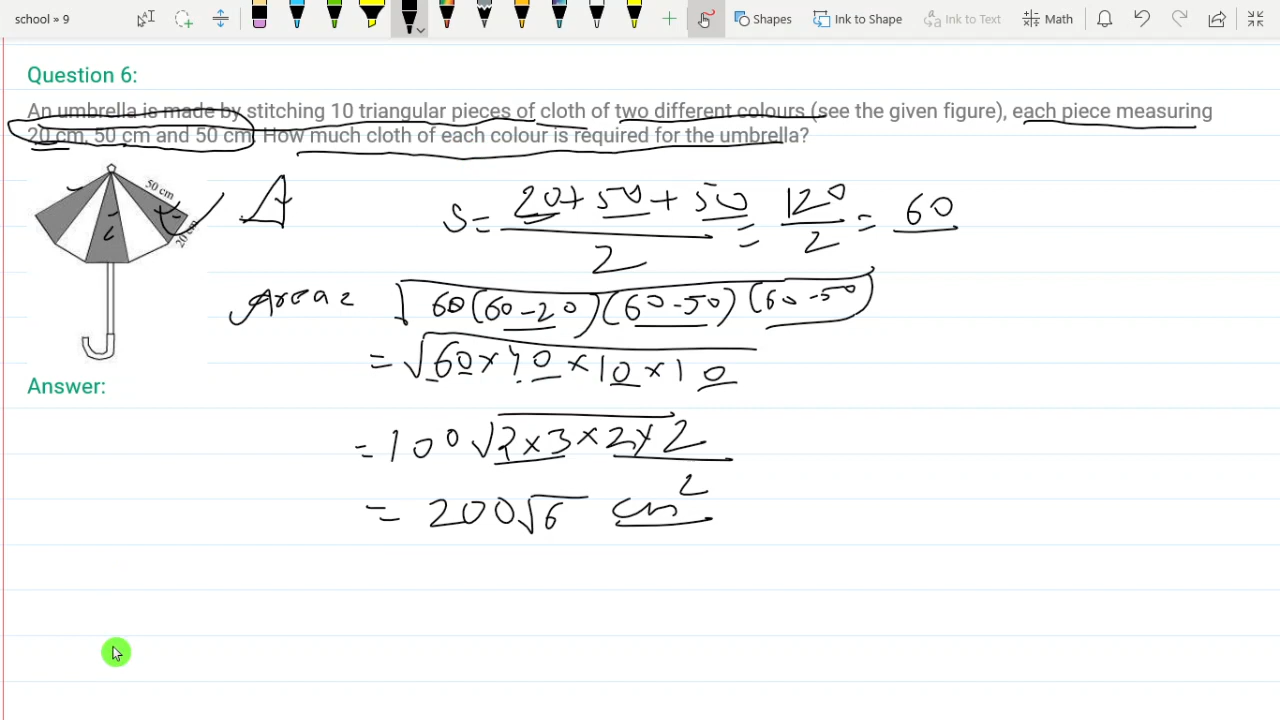 school » 9
Shapes
Ink to Shape
Ink to Text
Math
Question 6:
An umbrella is made by stitching 10 triangular pieces of cloth of two different colours (see the given figure), each piece measuring
20 cm, 50 cm and 50 cm. How much cloth of each colour is required for the umbrella?
50 cm
20 cm
S = 20 + 50 + 50 / 2 = 120 / 2 = 60
Area = √60(60-20)(60-50)(60-50)
= √60×40×10×10
= 100√2×3×2×2
= 200√6 cm²
Answer: